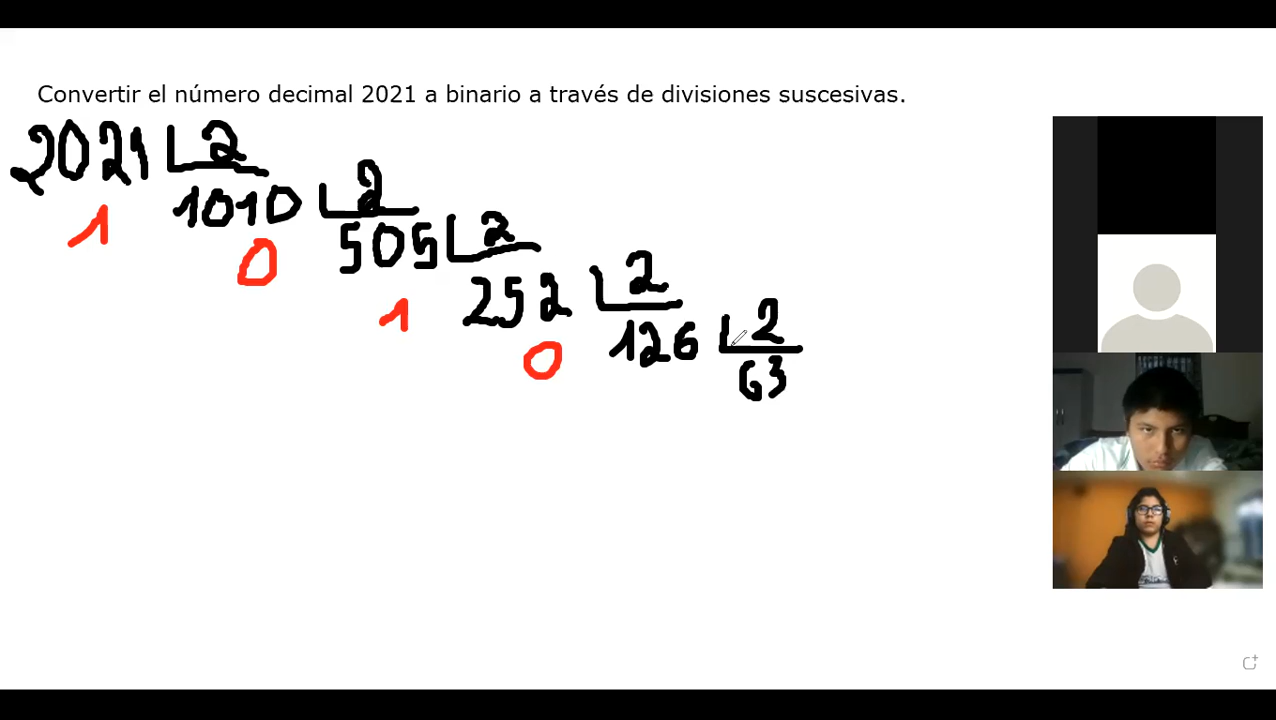 Convertir el número decimal 2021 a binario a través de divisiones suscesivas.
2021 2
1 1010 2
0 505 2
1 252 2
0 126 2
63